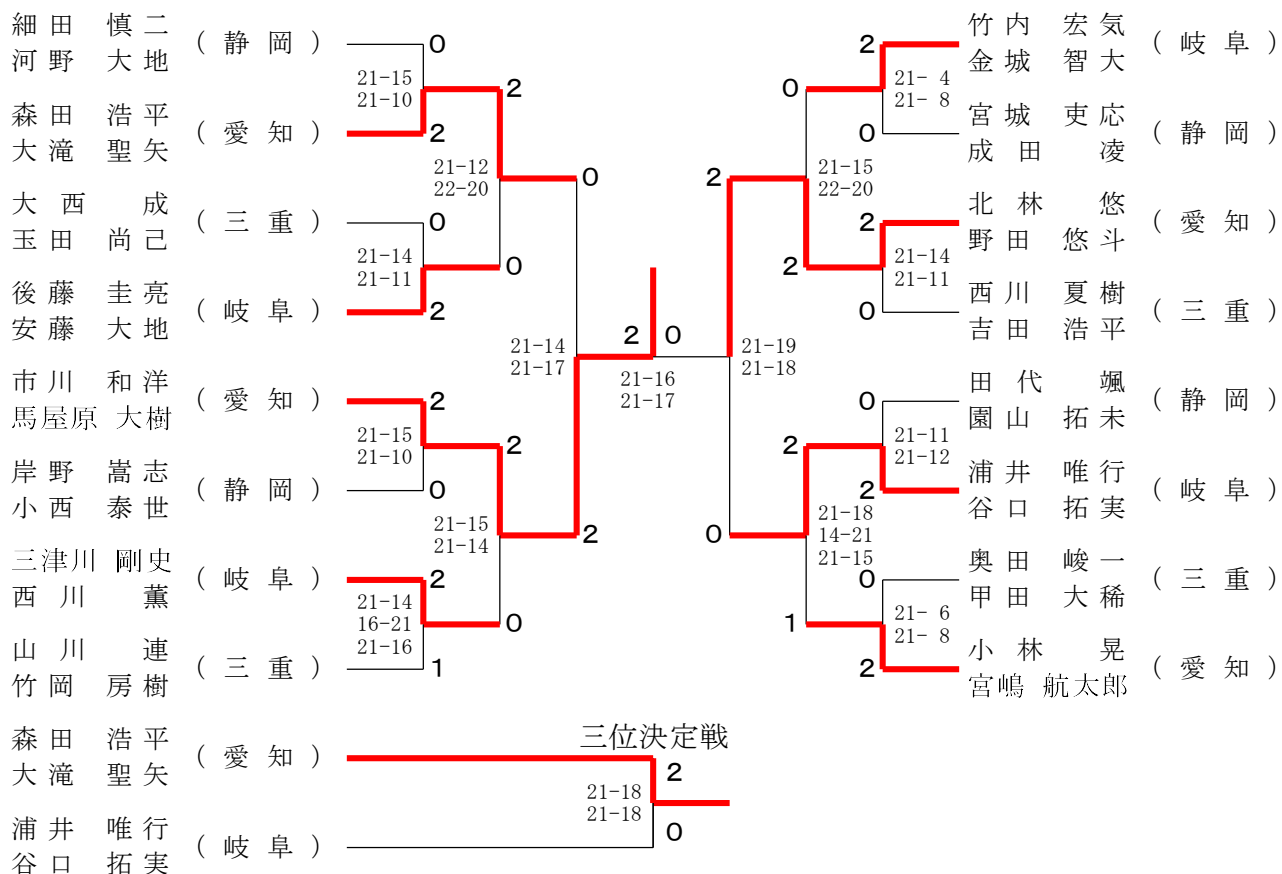 細田 慎二
河野 大地
(静岡)
0
21-15
21-10
森田 浩平
大滝 聖矢
(愛知)
2
2
21-12
22-20
大西 成
玉田 尚己
(三重)
0
21-14
21-11
0
後藤 圭亮
安藤 大地
(岐阜)
2
0
21-14
21-17
市川 和洋
馬屋原 大樹
(愛知)
2
21-15
21-10
2
岸野 嵩志
小西 泰世
(静岡)
0
21-15
21-14
2
三津川 剛史
西川 薫
(岐阜)
2
21-14
16-21
21-16
0
山川 連
竹岡 房樹
(三重)
1
2 0
21-16
21-17
竹内 宏気
金城 智大
(岐阜)
2
21- 4
21- 8
0
宮城 吏応
成田 凌
(静岡)
0
21-15
22-20
2
北林 悠
野田 悠斗
(愛知)
2
21-14
21-11
2
西川 夏樹
吉田 浩平
(三重)
0
21-19
21-18
田代 颯
園山 拓未
(静岡)
0
21-11
21-12
2
浦井 唯行
谷口 拓実
(岐阜)
2
21-18
14-21
21-15
0
奥田 峻一
甲田 大稀
(三重)
0
21- 6
21- 8
1
小林 晃
宮嶋 航太郎
(愛知)
2
三位決定戦
森田 浩平
大滝 聖矢
(愛知)
2
21-18
21-18
浦井 唯行
谷口 拓実
(岐阜)
0